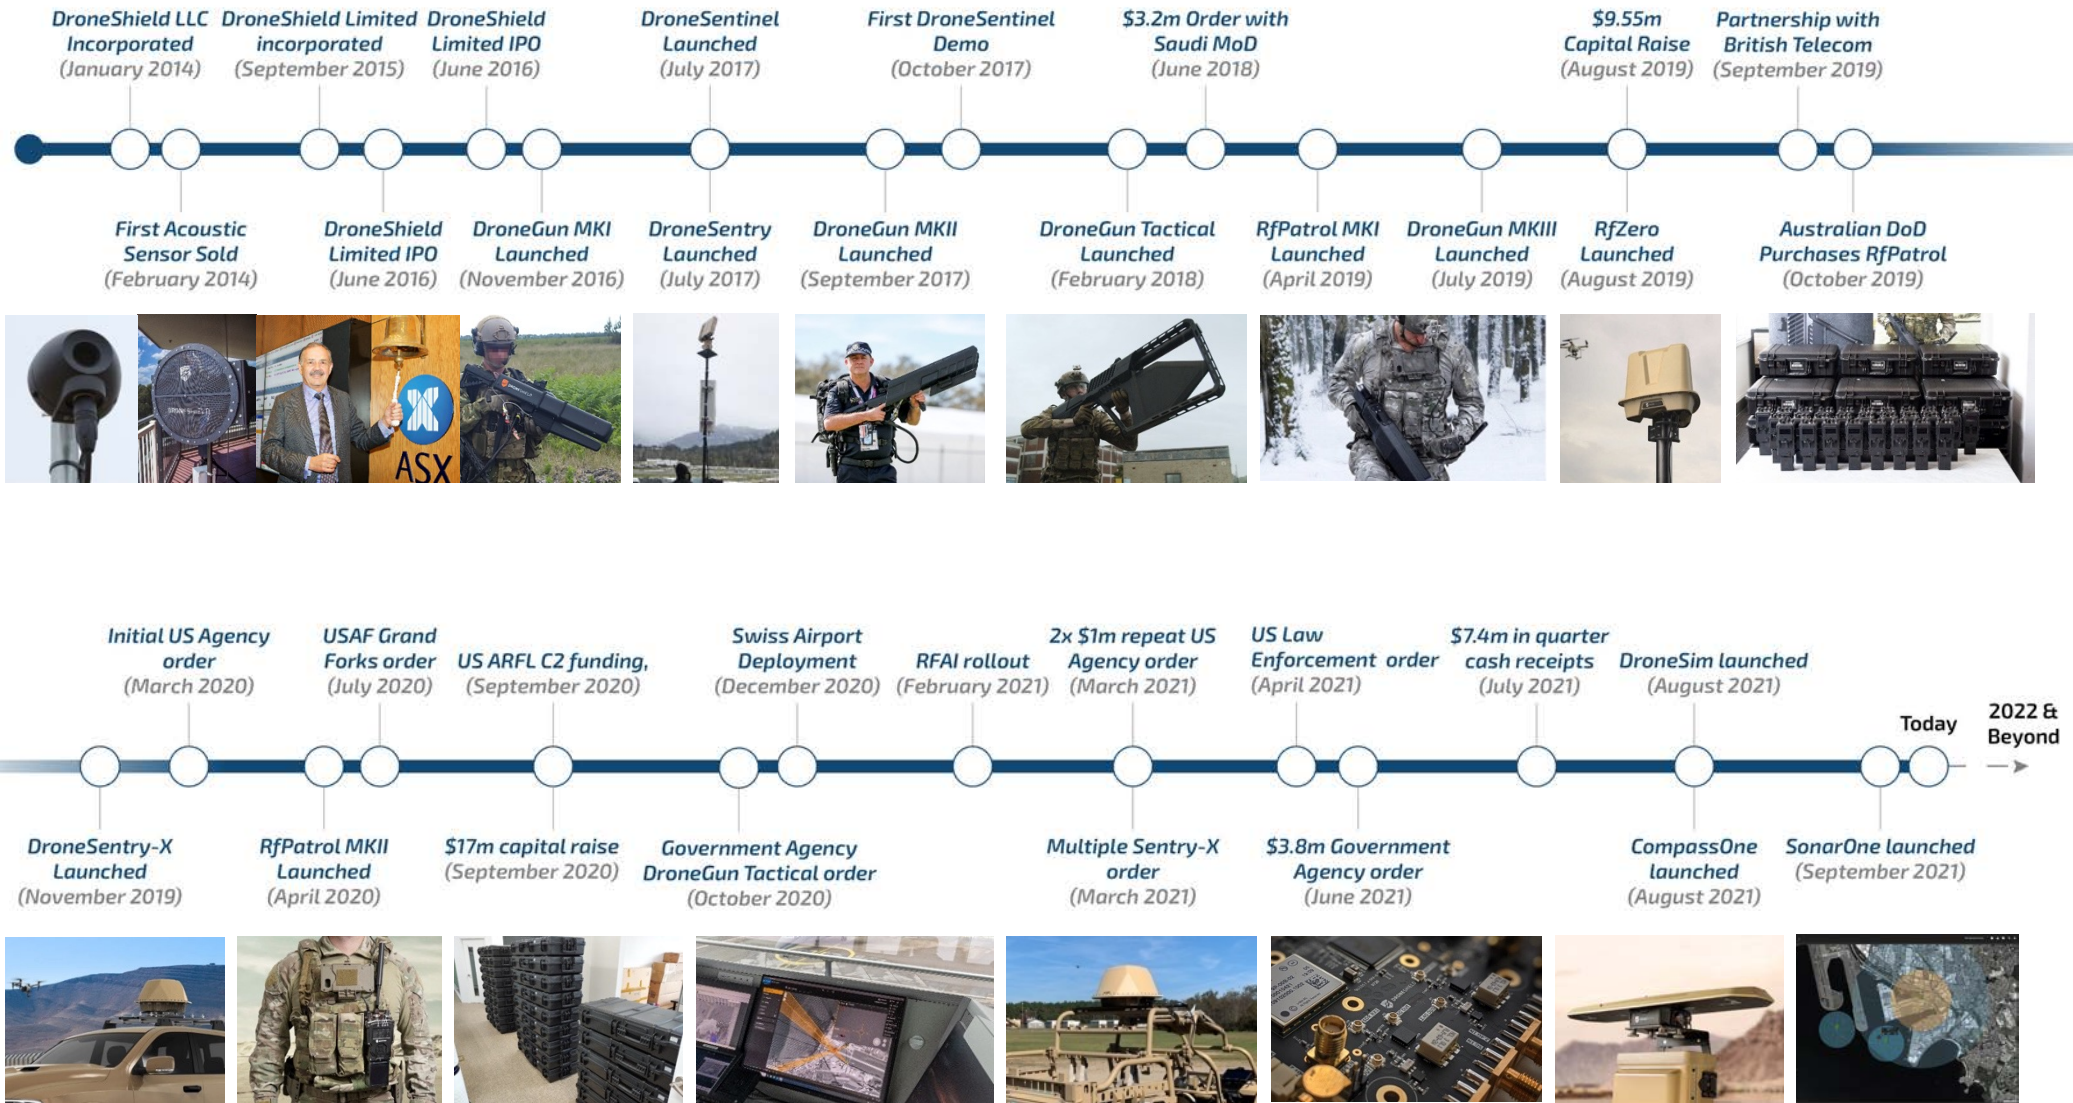 DroneShield LLC
Incorporated
(January 2014)
DroneShield Limited
incorporated
(September 2015)
DroneShield
Limited IPO
(June 2016)
DroneSentinel
Launched
(July 2017)
First DroneSentinel
Demo
(October 2017)
$3.2m Order with
Saudi MoD
(June 2018)
$9.55m
Capital Raise
(August 2019)
Partnership with
British Telecom
(September 2019)
First Acoustic
Sensor Sold
(February 2014)
DroneShield
Limited IPO
(June 2016)
DroneGun MKI
Launched
(November 2016)
DroneSentry
Launched
(July 2017)
DroneGun MKII
Launched
(September 2017)
DroneGun Tactical
Launched
(February 2018)
RfPatrol MKI
Launched
(April 2019)
DroneGun MKIII
Launched
(July 2019)
RfZero
Launched
(August 2019)
Australian DoD
Purchases RfPatrol
(October 2019)
ASX
Initial US Agency
order
(March 2020)
USAF Grand
Forks order
(July 2020)
US ARFL C2 funding,
(September 2020)
Swiss Airport
Deployment
(December 2020)
RFAI rollout
(February 2021)
2x $1m repeat US
Agency order
(March 2021)
US Law
Enforcement order
(April 2021)
$7.4m in quarter
cash receipts
(July 2021)
DroneSim launched
(August 2021)
Today
2022 &
Beyond
DroneSentry-X
Launched
(November 2019)
RfPatrol MKII
Launched
(April 2020)
$17m capital raise
(September 2020)
Government Agency
DroneGun Tactical order
(October 2020)
Multiple Sentry-X
order
(March 2021)
$3.8m Government
Agency order
(June 2021)
CompassOne
launched
(August 2021)
SonarOne launched
(September 2021)